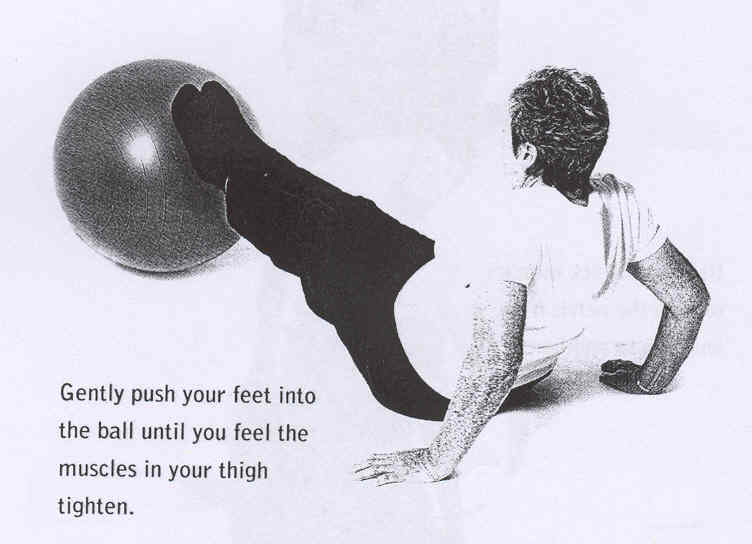 Gently push your feet into
the ball until you feel the
muscles in your thigh
tighten.